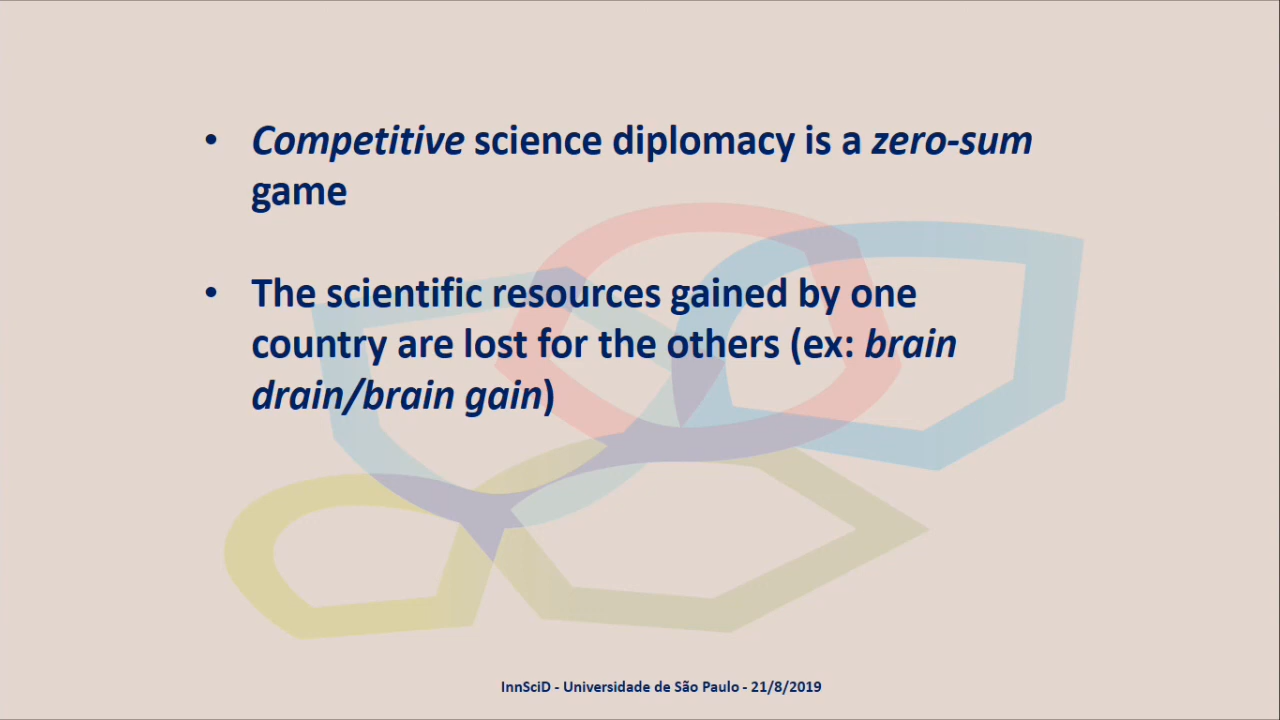 • Competitive science diplomacy is a zero-sum
game
• The scientific resources gained by one
country are lost for the others (ex: brain
drain/brain gain)
InnSciD - Universidade de São Paulo - 21/8/2019